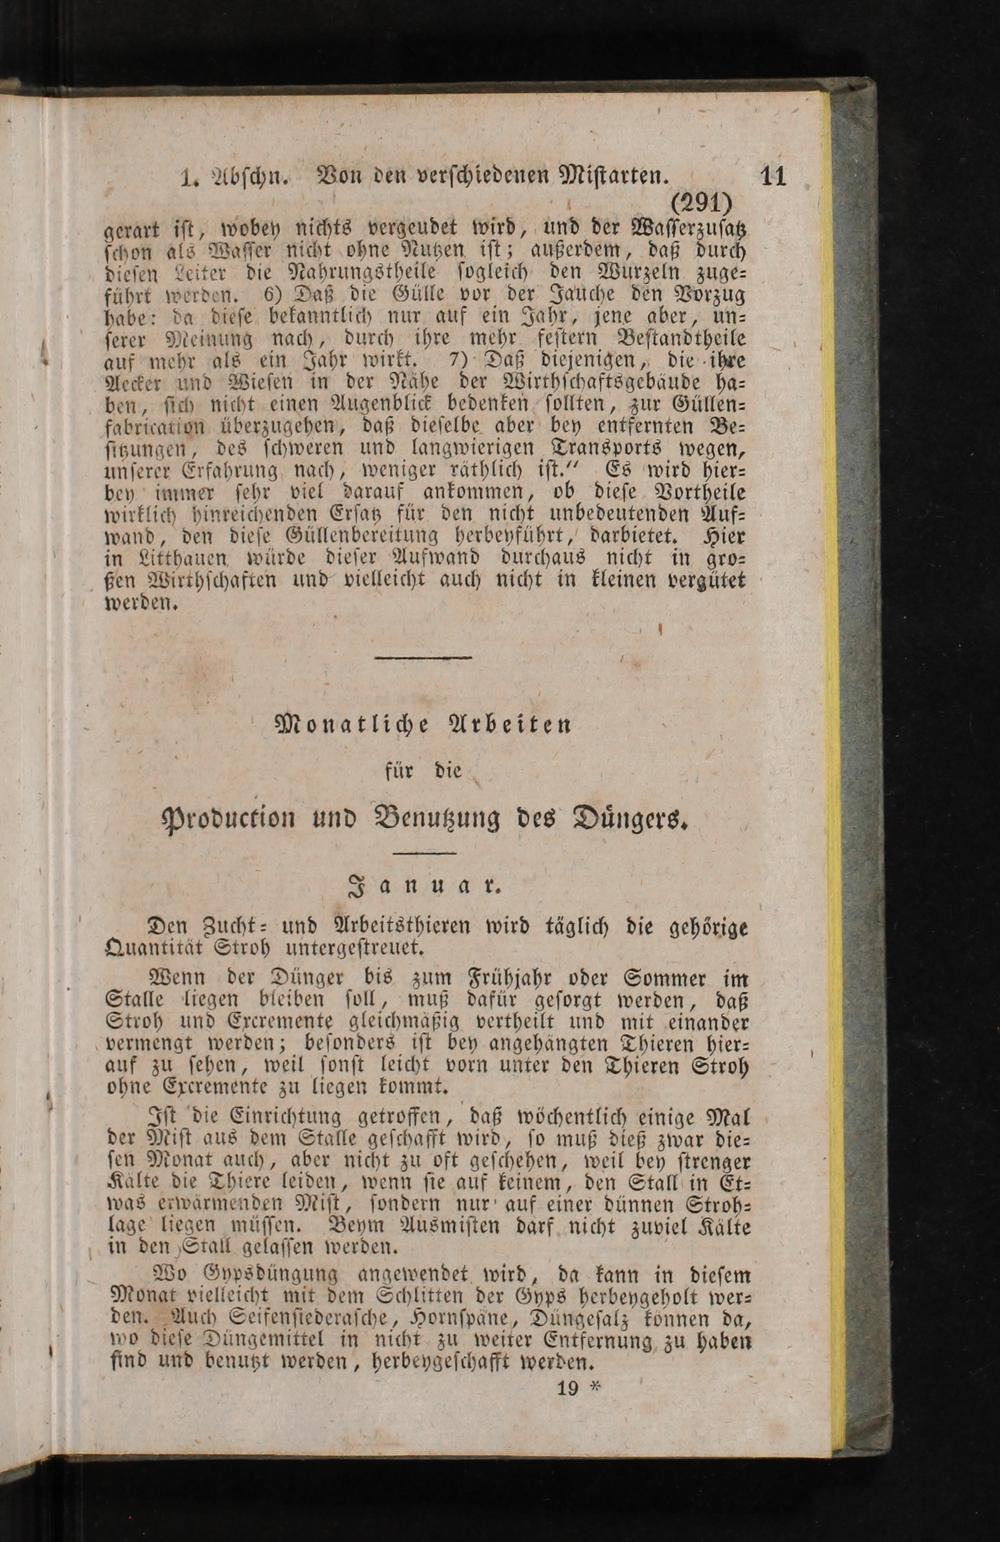 1. Abschn. Von den verschiedenen Mistarten. 11
(291)
gerart ist, wobey nichts vergeudet wird, und der Wasserzusatz
schon als Wasser nicht ohne Nutzen ist; außerdem, daß durch
diesen Leiter die Nahrungstheile sogleich den Wurzeln zuge-
führt werden. 6) Daß die Gülle vor der Jauche den Vorzug
habe: da diese bekanntlich nur auf ein Jahr, jene aber, un-
serer Meinung nach, durch ihre mehr festern Bestandtheile
auf mehr als ein Jahr wirkt. 7) Daß diejenigen, die ihre
Aecker und Wiesen in der Nähe der Wirthschaftsgebäude ha-
ben, sich nicht einen Augenblick bedenken sollten, zur Güllen-
fabrication überzugehen, daß dieselbe aber bey entfernten Be-
sitzungen, des schweren und langwierigen Transports wegen,
unserer Erfahrung nach, weniger räthlich ist.“ Es wird hier-
bey immer sehr viel darauf ankommen, ob diese Vortheile
wirklich hinreichenden Ersatz für den nicht unbedeutenden Auf-
wand, den diese Güllenbereitung herbeyführt, darbietet. Hier
in Litthauen würde dieser Aufwand durchaus nicht in gro-
ßen Wirthschaften und vielleicht auch nicht in kleinen vergütet
werden.
Monatliche Arbeiten
für die
Production und Benutzung des Düngers.
Januar.
Den Zucht- und Arbeitsthieren wird täglich die gehörige
Quantität Stroh untergestreuet.
Wenn der Dünger bis zum Frühjahr oder Sommer im
Stalle liegen bleiben soll, muß dafür gesorgt werden, daß
Stroh und Excremente gleichmäßig vertheilt und mit einander
vermengt werden; besonders ist bey angehängten Thieren hier-
auf zu sehen, weil sonst leicht vorn unter den Thieren Stroh
ohne Excremente zu liegen kommt.
Ist die Einrichtung getroffen, daß wöchentlich einige Mal
der Mist aus dem Stalle geschafft wird, so muß dieß zwar die-
sen Monat auch, aber nicht zu oft geschehen, weil bey strenger
Kälte die Thiere leiden, wenn sie auf keinem, den Stall in Et-
was erwärmenden Mist, sondern nur auf einer dünnen Stroh-
lage liegen müssen. Beym Ausmisten darf nicht zuviel Kälte
in den Stall gelassen werden.
Wo Gypsdüngung angewendet wird, da kann in diesem
Monat vielleicht mit dem Schlitten der Gyps herbeygeholt wer-
den. Auch Seifensiederasche, Hornspäne, Düngesalz können da,
wo diese Düngemittel in nicht zu weiter Entfernung zu haben
sind und benutzt werden, herbeygeschafft werden.
19 *